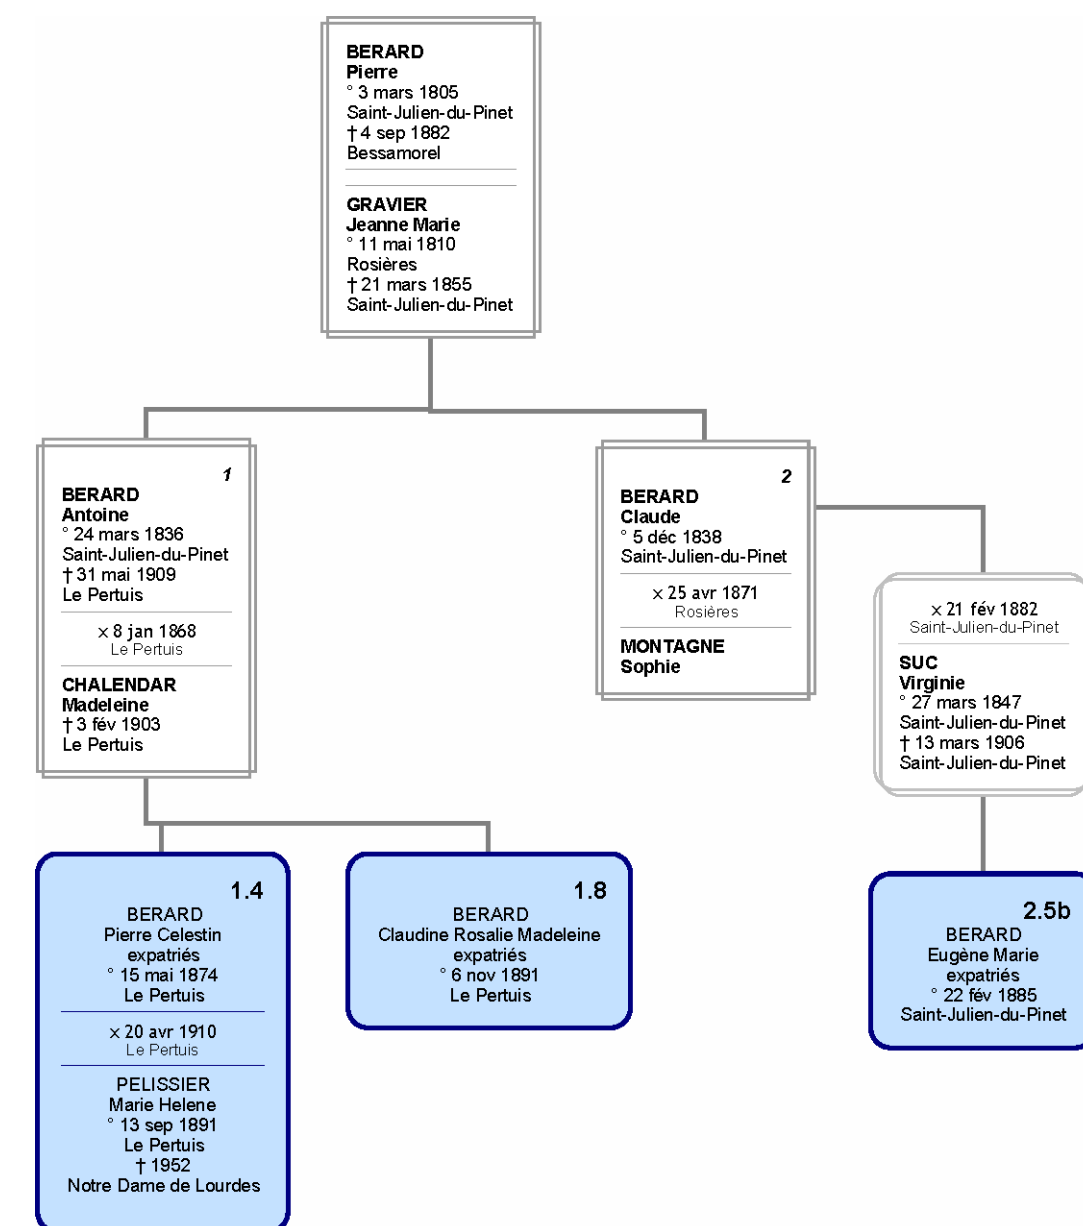 BERARD
Pierre
° 3 mars 1805
Saint-Julien-du-Pinet
† 4 sep 1882
Bessamorel
GRAVIER
Jeanne Marie
° 11 mai 1810
Rosières
† 21 mars 1855
Saint-Julien-du-Pinet
1
BERARD
Antoine
° 24 mars 1836
Saint-Julien-du-Pinet
† 31 mai 1909
Le Pertuis
x 8 jan 1868
Le Pertuis
CHALENDAR
Madeleine
† 3 fév 1903
Le Pertuis
2
BERARD
Claude
° 5 déc 1838
Saint-Julien-du-Pinet
x 25 avr 1871
Rosières
MONTAGNE
Sophie
x 21 fév 1882
Saint-Julien-du-Pinet
SUC
Virginie
° 27 mars 1847
Saint-Julien-du-Pinet
† 13 mars 1906
Saint-Julien-du-Pinet
1.4
BERARD
Pierre Celestin
expatriés
° 15 mai 1874
Le Pertuis
x 20 avr 1910
Le Pertuis
PELISSIER
Marie Helene
° 13 sep 1891
Le Pertuis
† 1952
Notre Dame de Lourdes
1.8
BERARD
Claudine Rosalie Madeleine
expatriés
° 6 nov 1891
Le Pertuis
2.5b
BERARD
Eugène Marie
expatriés
° 22 fév 1885
Saint-Julien-du-Pinet